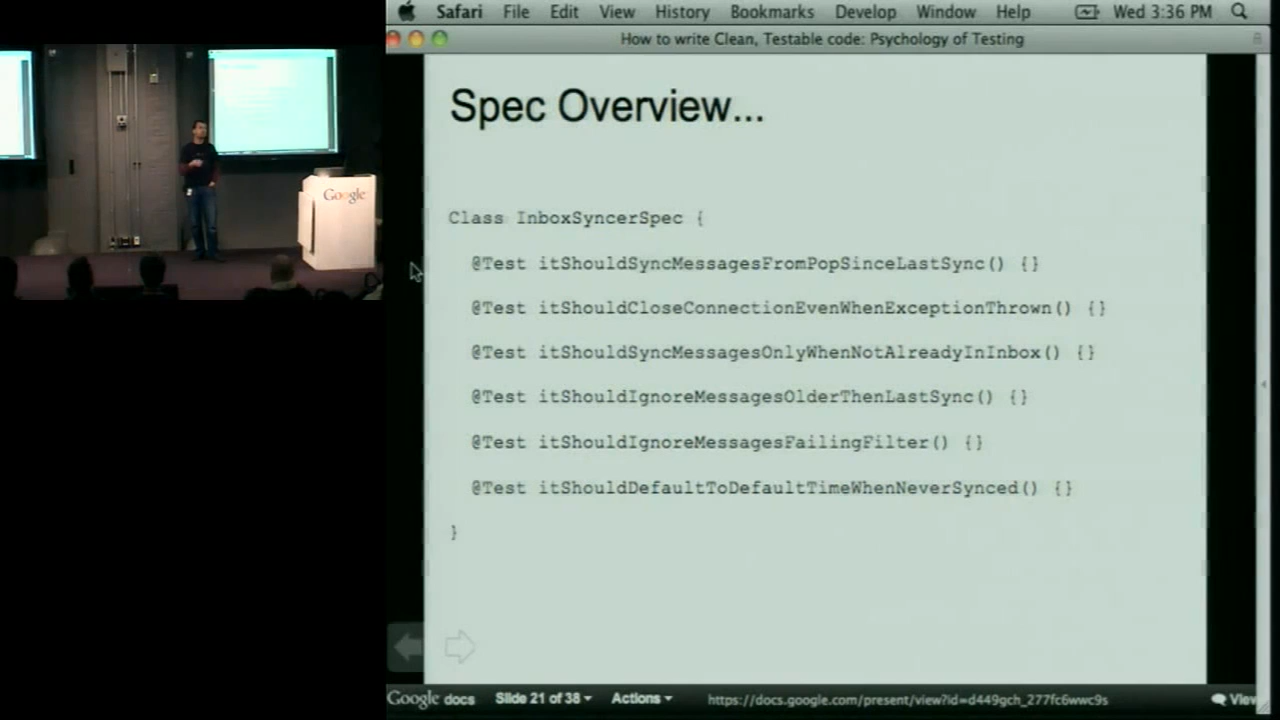 Safari File Edit View History Bookmarks Develop Window Help Wed 3:36 PM
How to write Clean, Testable code: Psychology of Testing
Spec Overview...
Google
Class InboxSyncerSpec {
@Test itShouldSyncMessagesFromPopSinceLastSync() {}
@Test itShouldCloseConnectionEvenWhenExceptionThrown() {}
@Test itShouldSyncMessagesOnlyWhenNotAlreadyInInbox() {}
@Test itShouldIgnoreMessagesOlderThenLastSync() {}
@Test itShouldIgnoreMessagesFailingFilter() {}
@Test itShouldDefaultToDefaultTimeWhenNeverSynced() {}
}
Google docs Slide 21 of 38 Actions https://docs.google.com/present/view?id=d449gch_277fc6wwc9s View